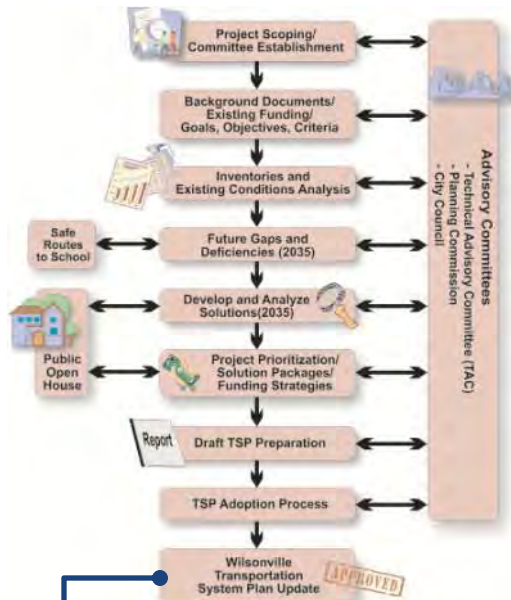 Project Scoping/
Committee Establishment
Background Documents/
Existing Funding/
Goals, Objectives, Criteria
Inventories and
Existing Conditions Analysis
Safe
Routes
to School
Future Gaps and
Deficiencies (2035)
Develop and Analyze
Solutions(2035)
Public
Open
House
Project Prioritization/
Solution Packages/
Funding Strategies
Report
Draft TSP Preparation
TSP Adoption Process
Wilsonville
Transportation
System Plan Update
APPROVED
Advisory Committees
- Technical Advisory Committee (TAC)
- Planning Commission
- City Council